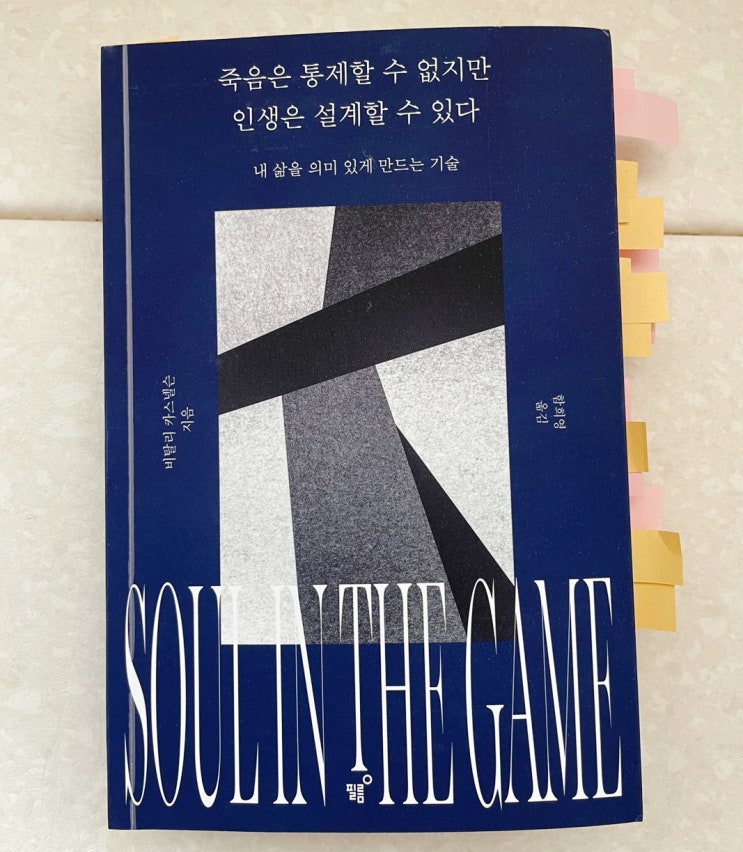 죽음은 통제할 수 없지만
인생은 설계할 수 있다
내 삶을 의미 있게 만드는 기술
비탈리 카스넬슨
지음
함희영
옮김
SOUL IN THE GAME
필름